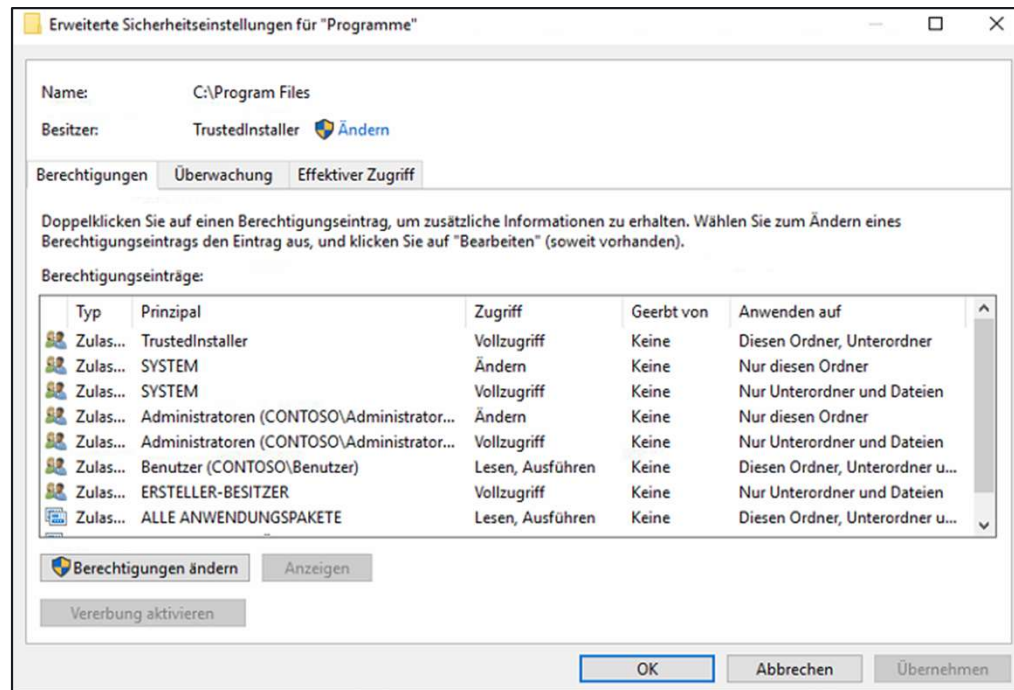 Erweiterte Sicherheitseinstellungen für "Programme"
Name: C:\Program Files
Besitzer: TrustedInstaller Ändern
Berechtigungen Überwachung Effektiver Zugriff
Doppelklicken Sie auf einen Berechtigungseintrag, um zusätzliche Informationen zu erhalten. Wählen Sie zum Ändern eines
Berechtigungseintrags den Eintrag aus, und klicken Sie auf "Bearbeiten" (soweit vorhanden).
Berechtigungseinträge:
Typ Prinzipal Zugriff Geerbt von Anwenden auf
Zulas... TrustedInstaller Vollzugriff Keine Diesen Ordner, Unterordner
Zulas... SYSTEM Ändern Keine Nur diesen Ordner
Zulas... SYSTEM Vollzugriff Keine Nur Unterordner und Dateien
Zulas... Administratoren (CONTOSO\Administrator... Ändern Keine Nur diesen Ordner
Zulas... Administratoren (CONTOSO\Administrator... Vollzugriff Keine Nur Unterordner und Dateien
Zulas... Benutzer (CONTOSO\Benutzer) Lesen, Ausführen Keine Diesen Ordner, Unterordner u...
Zulas... ERSTELLER-BESITZER Vollzugriff Keine Nur Unterordner und Dateien
Zulas... ALLE ANWENDUNGSPAKETE Lesen, Ausführen Keine Diesen Ordner, Unterordner u...
Berechtigungen ändern Anzeigen
Vererbung aktivieren
OK Abbrechen Übernehmen